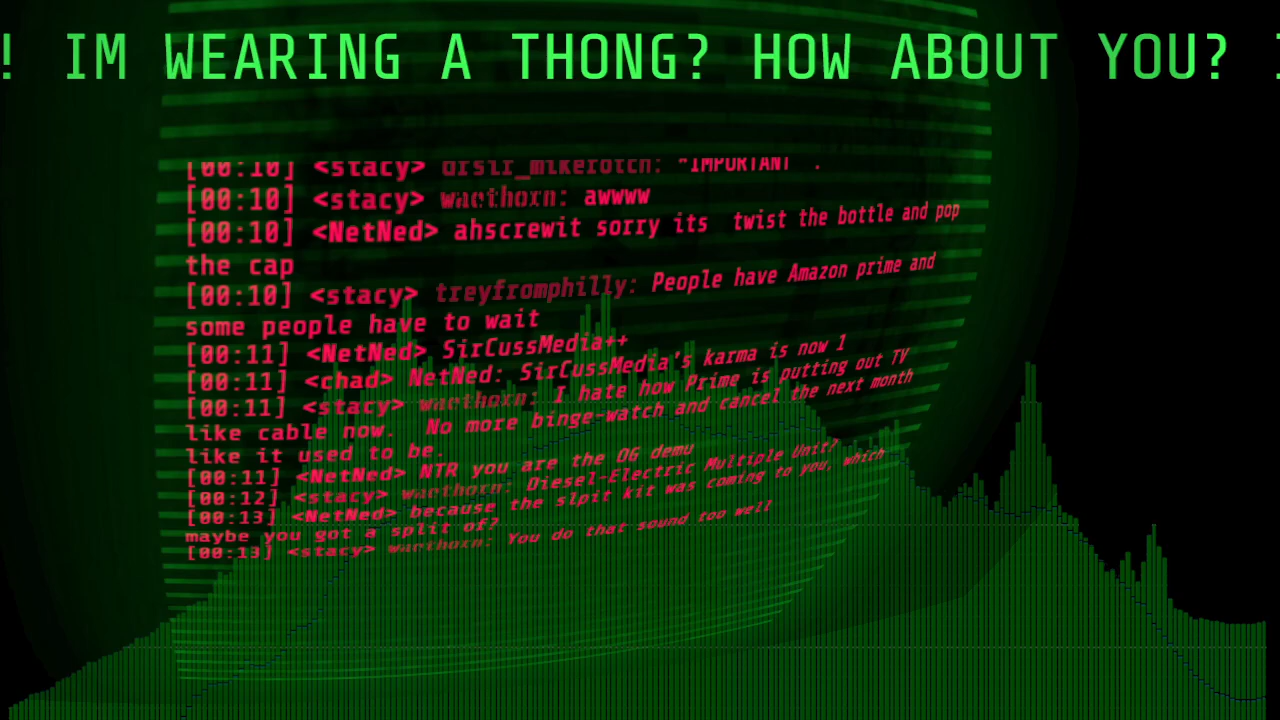 ! IM WEARING A THONG? HOW ABOUT YOU?
[00:10] <stacy> drsir_mikerotch: *IMPORTANT .
[00:10] <stacy> waethorn: awwww
[00:10] <NetNed> ahscrewit sorry its  twist the bottle and pop
the cap
[00:10] <stacy> treyfromphilly: People have Amazon prime and
some people have to wait
[00:11] <NetNed> SirCussMedia++
[00:11] <chad> NetNed: SirCussMedia's karma is now 1
[00:11] <stacy> waethorn: I hate how Prime is putting out TV
like cable now.  No more binge-watch and cancel the next month
like it used to be.
[00:11] <NetNed> NTR you are the OG demu
[00:12] <stacy> waethorn: Diesel-Electric Multiple Unit?
[00:13] <NetNed> because the slpit kit was coming to you, which
maybe you got a split of?
[00:13] <stacy> waethorn: You do that sound too well